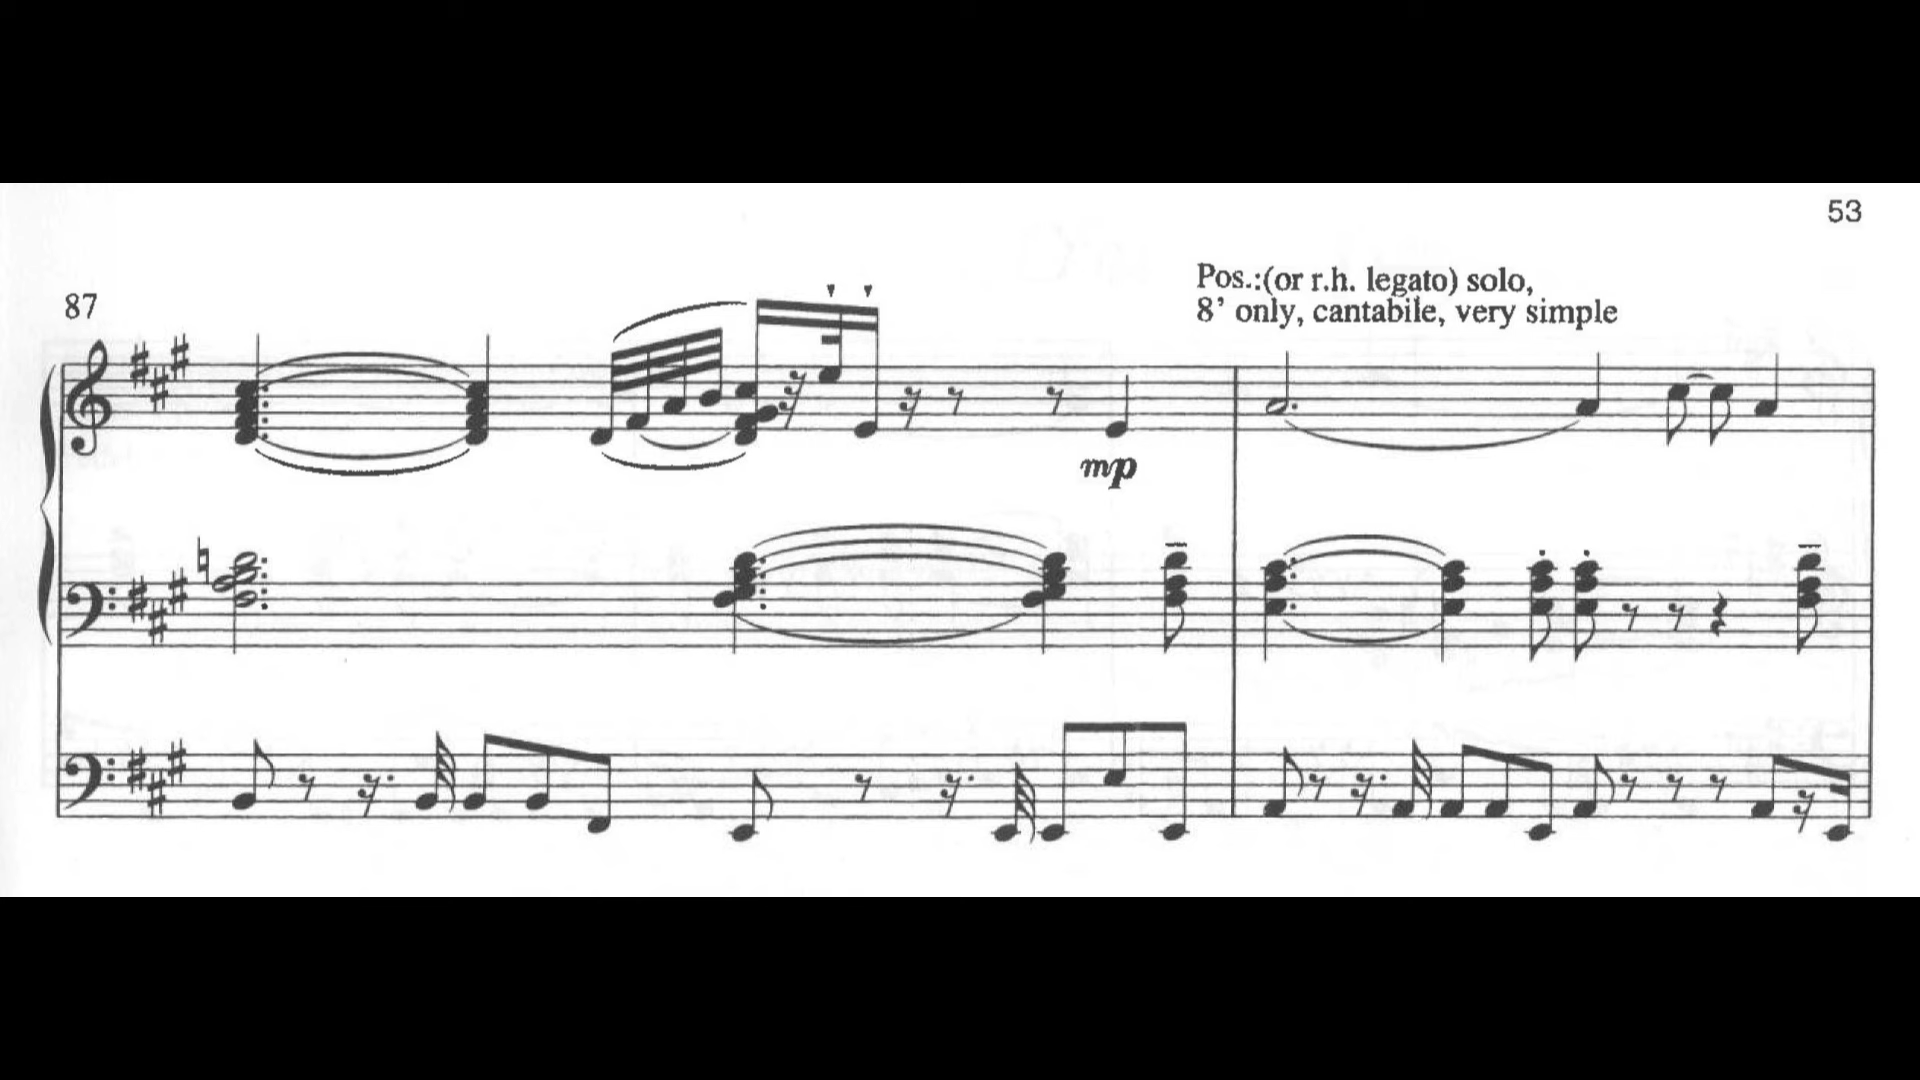 53
87
Pos.:(or r.h. legato) solo,
8’ only, cantabile, very simple
mp